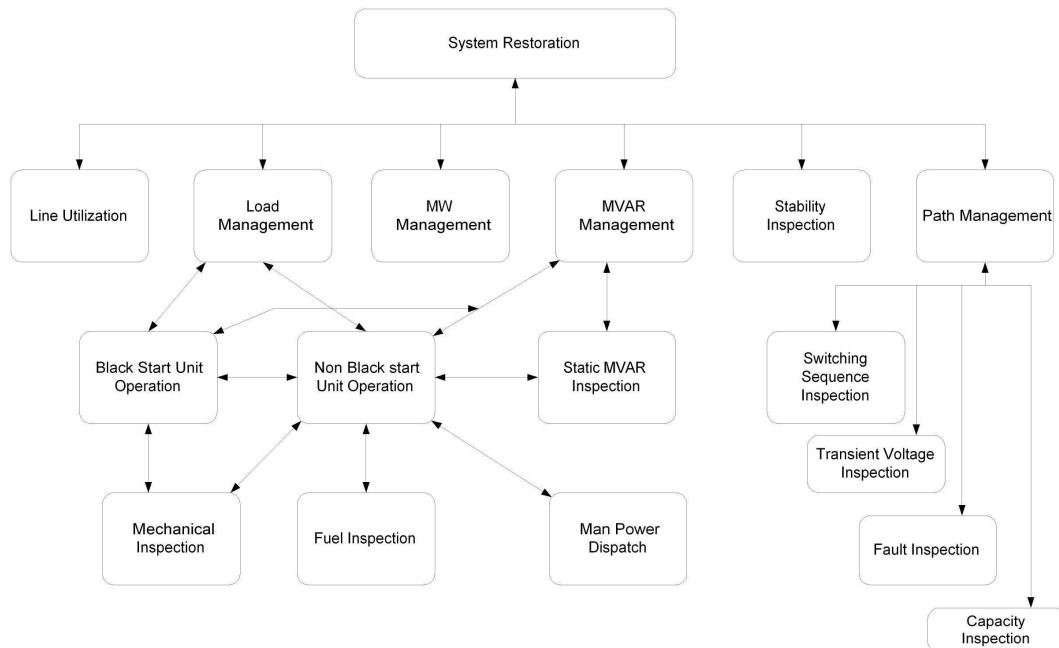 System Restoration
Line Utilization
Load
Management
MW
Management
MVAR
Management
Stability
Inspection
Path Management
Black Start Unit
Operation
Non Black start
Unit Operation
Static MVAR
Inspection
Switching
Sequence
Inspection
Transient Voltage
Inspection
Mechanical
Inspection
Fuel Inspection
Man Power
Dispatch
Fault Inspection
Capacity
Inspection